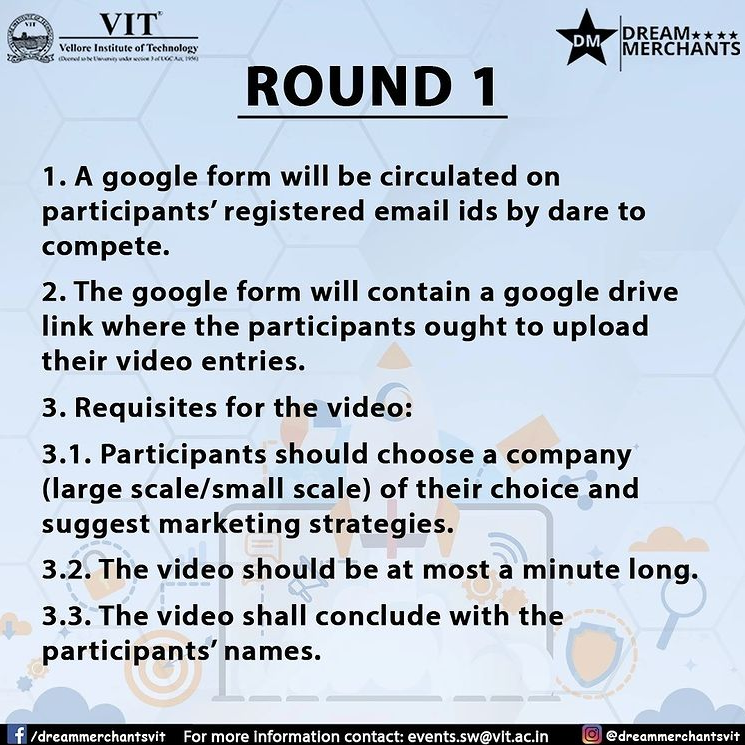 VIT®
Vellore Institute of Technology
(Deemed to be University under section 3 of UGC Act, 1956)
DM
DREAM
MERCHANTS
ROUND 1
1. A google form will be circulated on
participants’ registered email ids by dare to
compete.
2. The google form will contain a google drive
link where the participants ought to upload
their video entries.
3. Requisites for the video:
3.1. Participants should choose a company
(large scale/small scale) of their choice and
suggest marketing strategies.
3.2. The video should be at most a minute long.
3.3. The video shall conclude with the
participants’ names.
/dreammerchantsvit For more information contact: events.sw@vit.ac.in @dreammerchantsvit